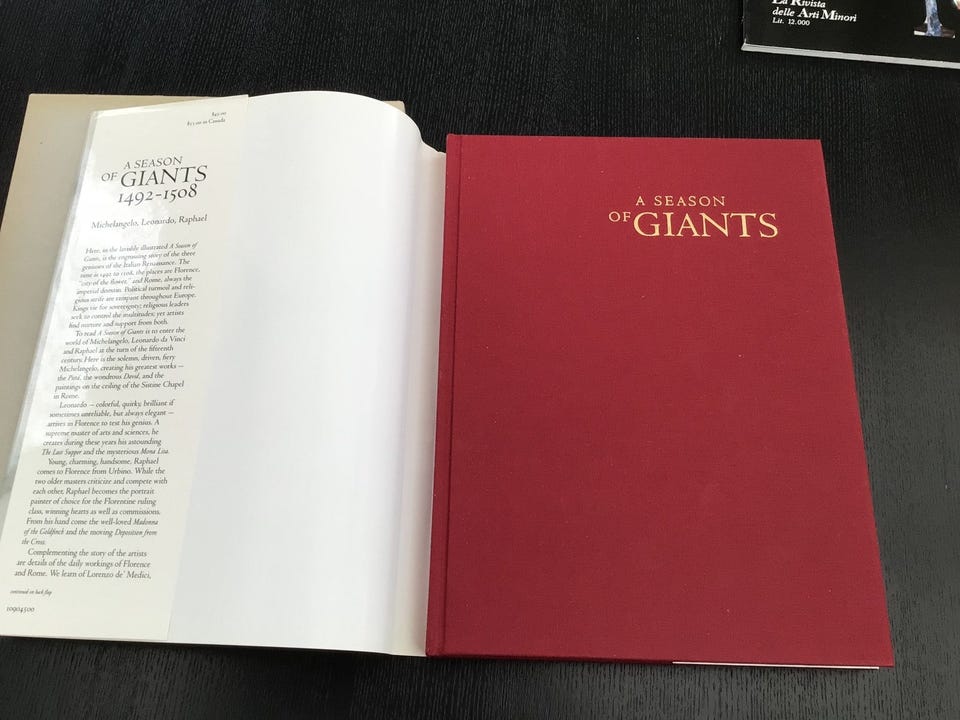 in Canada
A SEASON
OF GIANTS
1492-1508
Michelangelo, Leonardo, Raphael
Here, in the lavishly illustrated A Season of
Giants, is the engrossing story of the three
geniuses of the Italian Renaissance. The
time is 1492 to 1508, the places are Florence,
"city of the flower," and Rome, always the
imperial domain. Political turmoil and reli-
gious strife are rampant throughout Europe.
Kings vie for sovereignty; religious leaders
seek to control the multitudes; yet artists
find nurture and support from both.
To read A Season of Giants is to enter the
world of Michelangelo, Leonardo da Vinci
and Raphael at the turn of the fifteenth
century. Here is the solemn, driven, fiery
Michelangelo, creating his greatest works —
the Pietà, the wondrous David, and the
paintings on the ceiling of the Sistine Chapel
in Rome.
Leonardo — colorful, quirky, brilliant if
sometimes unreliable, but always elegant —
arrives in Florence to test his genius. A
supreme master of arts and sciences, he
creates during these years his astounding
The Last Supper and the mysterious Mona Lisa.
Young, charming, handsome, Raphael
comes to Florence from Urbino. While the
two older masters criticize and compete with
each other, Raphael becomes the portrait
painter of choice for the Florentine ruling
class, winning hearts as well as commissions.
From his hand come the well-loved Madonna
of the Goldfinch and the moving Deposition from
the Cross.
Complementing the story of the artists
are details of the daily workings of Florence
and Rome. We learn of Lorenzo de' Medici,
continued on back flap
10904500
A SEASON
OF GIANTS
La Rivista
delle Arti Minori
Lit. 12.000